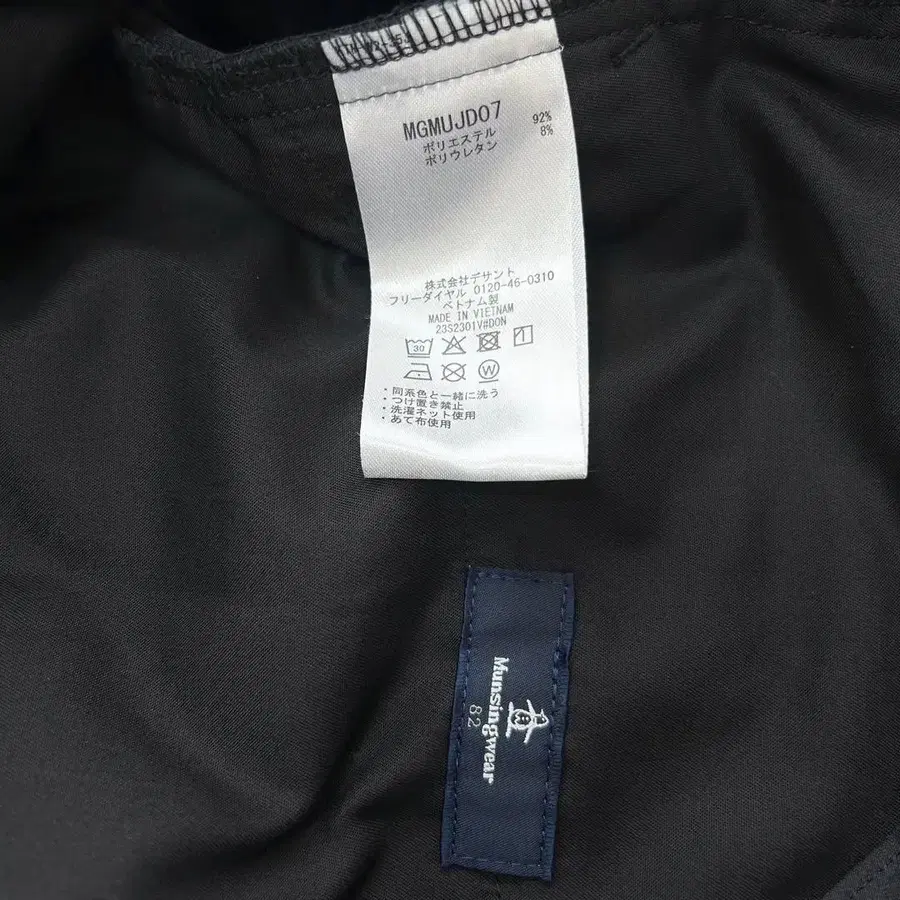 MGMUJD07
ポリエステル 92%
ポリウレタン 8%
株式会社デサント
フリーダイヤル 0120-46-0310
ベトナム製
MADE IN VIETNAM
23S2301V#DON
30
W
・同系色と一緒に洗う
・つけ置き禁止
・洗濯ネット使用
・あて布使用
Munsingwear
82